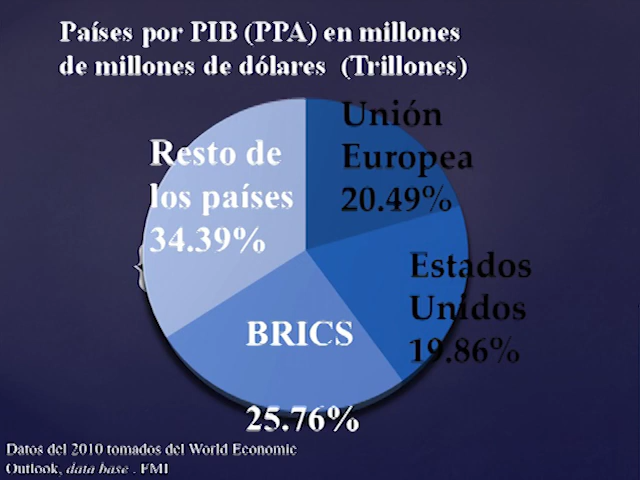 Países por PIB (PPA) en millones
de millones de dólares (Trillones)
Unión
Europea
20.49%
Resto de
los países
34.39%
Estados
Unidos
19.86%
BRICS
25.76%
Datos del 2010 tomados del World Economic
Outlook, data base . FMI